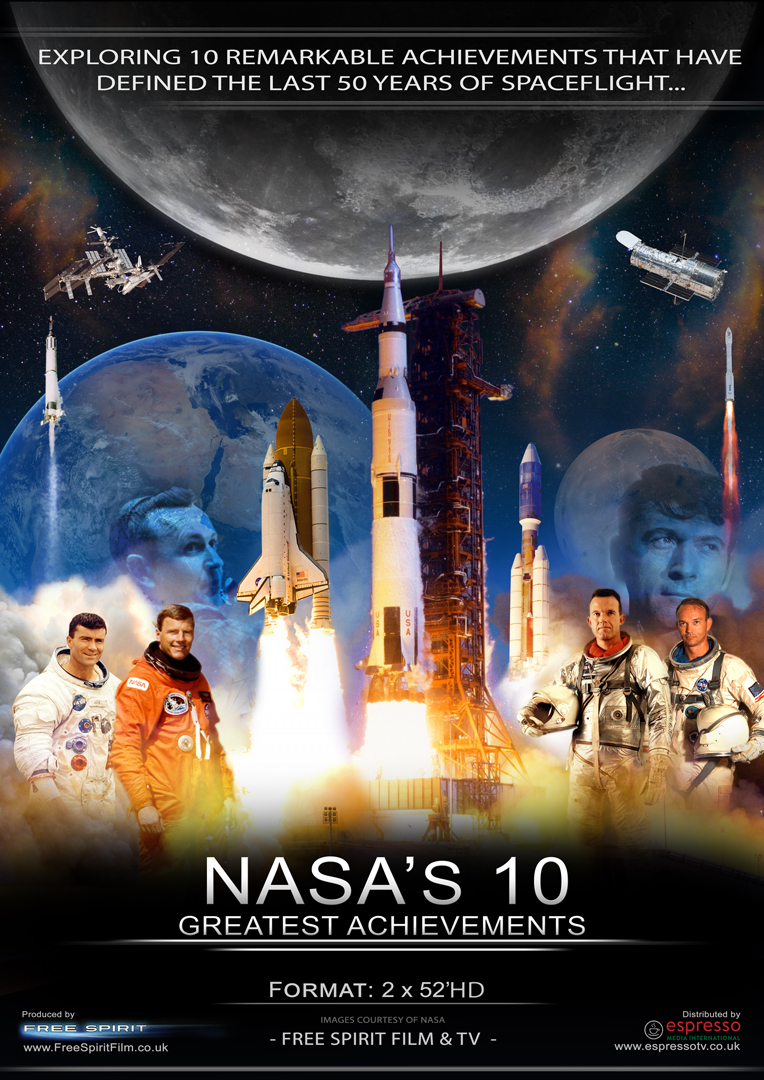 EXPLORING 10 REMARKABLE ACHIEVEMENTS THAT HAVE
DEFINED THE LAST 50 YEARS OF SPACEFLIGHT...
USA
USA
NASA'S 10
GREATEST ACHIEVEMENTS
FORMAT: 2 x 52'HD
Produced by
FREE SPIRIT
www.FreeSpiritFilm.co.uk
IMAGES COURTESY OF NASA
- FREE SPIRIT FILM & TV -
Distributed by
espresso
MEDIA INTERNATIONAL
www.espressotv.co.uk